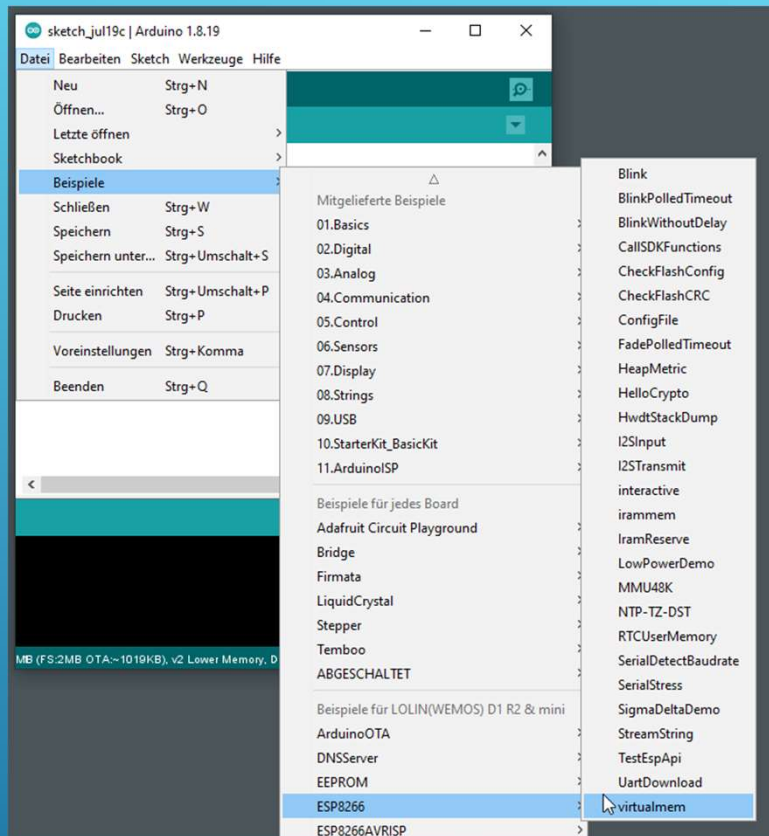 sketch_jul19c | Arduino 1.8.19
Datei Bearbeiten Sketch Werkzeuge Hilfe
Neu Strg+N
Öffnen... Strg+O
Letzte öffnen
Sketchbook
Beispiele
Schließen Strg+W
Speichern Strg+S
Speichern unter... Strg+Umschalt+S
Seite einrichten Strg+Umschalt+P
Drucken Strg+P
Voreinstellungen Strg+Komma
Beenden Strg+Q
MB (FS:2MB OTA:~1019KB), v2 Lower Memory, D
Mitgelieferte Beispiele
01.Basics
02.Digital
03.Analog
04.Communication
05.Control
06.Sensors
07.Display
08.Strings
09.USB
10.StarterKit_BasicKit
11.ArduinoISP
Beispiele für jedes Board
Adafruit Circuit Playground
Bridge
Firmata
LiquidCrystal
Stepper
Temboo
ABGESCHALTET
Beispiele für LOLIN(WEMOS) D1 R2 & mini
ArduinoOTA
DNSServer
EEPROM
ESP8266
ESP8266AVRISP
Blink
BlinkPolledTimeout
BlinkWithoutDelay
CallSDKFunctions
CheckFlashConfig
CheckFlashCRC
ConfigFile
FadePolledTimeout
HeapMetric
HelloCrypto
HwdtStackDump
I2SInput
I2STransmit
interactive
irammem
IramReserve
LowPowerDemo
MMU48K
NTP-TZ-DST
RTCUserMemory
SerialDetectBaudrate
SerialStress
SigmaDeltaDemo
StreamString
TestEspApi
UartDownload
virtualmem